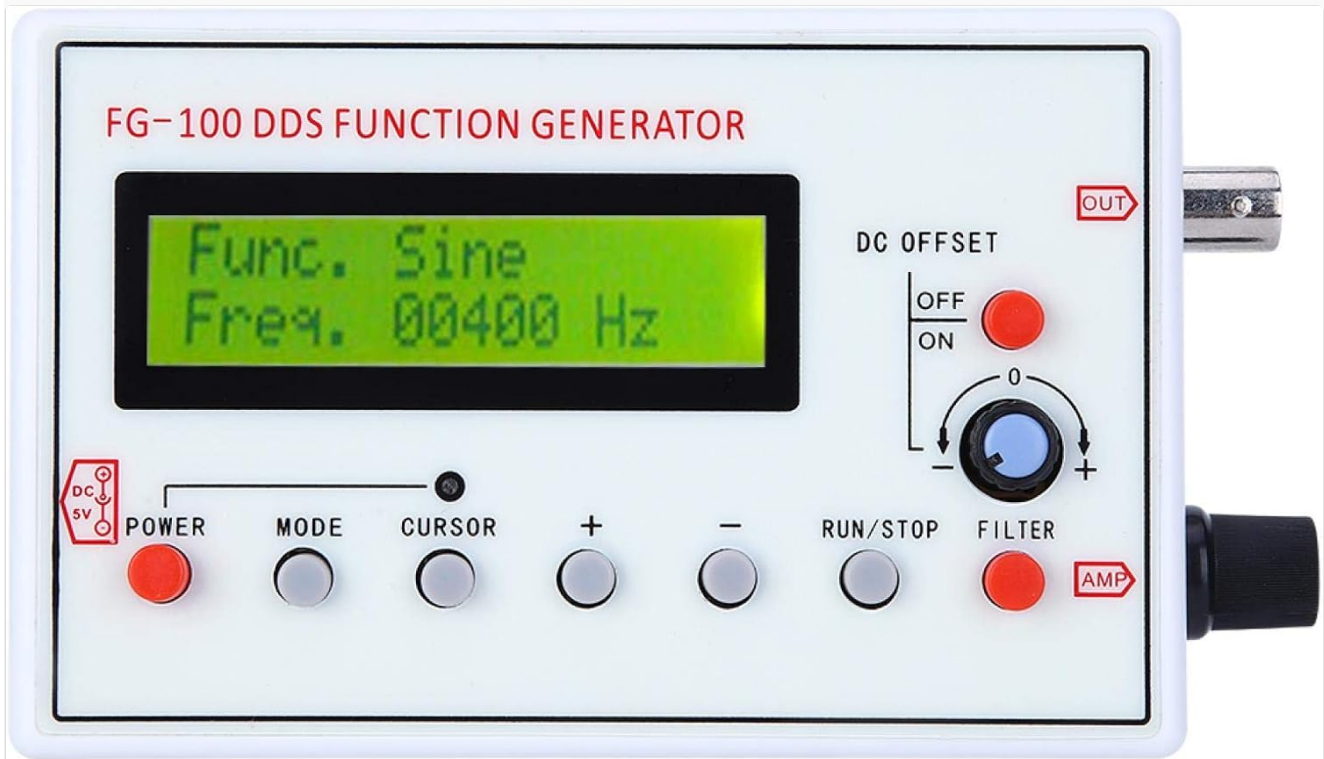 FG-100 DDS FUNCTION GENERATOR
Func. Sine
Freq. 00400 Hz
OUT
DC OFFSET
OFF
ON
0
- +
DC
5V
POWER
MODE
CURSOR
+
-
RUN/STOP
FILTER
AMP